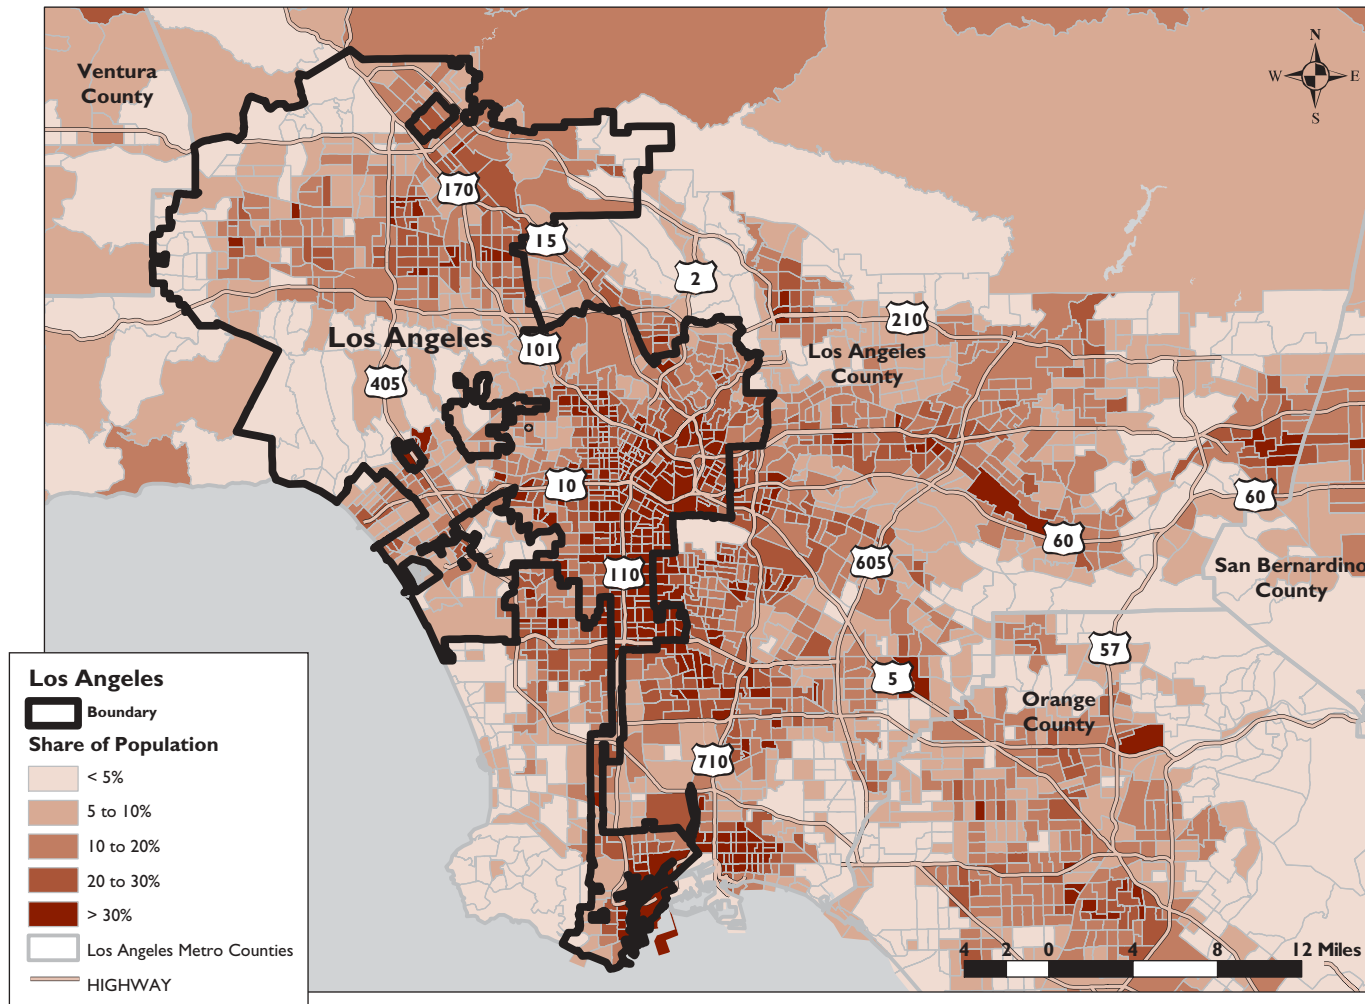 Ventura
County
N
W
E
S
170
15
2
210
Los Angeles
101
Los Angeles
County
405
10
60
60
110
605
San Bernardino
County
57
5
Orange
County
710
Los Angeles
Boundary
Share of Population
< 5%
5 to 10%
10 to 20%
20 to 30%
> 30%
Los Angeles Metro Counties
HIGHWAY
4 2 0 4 8 12 Miles